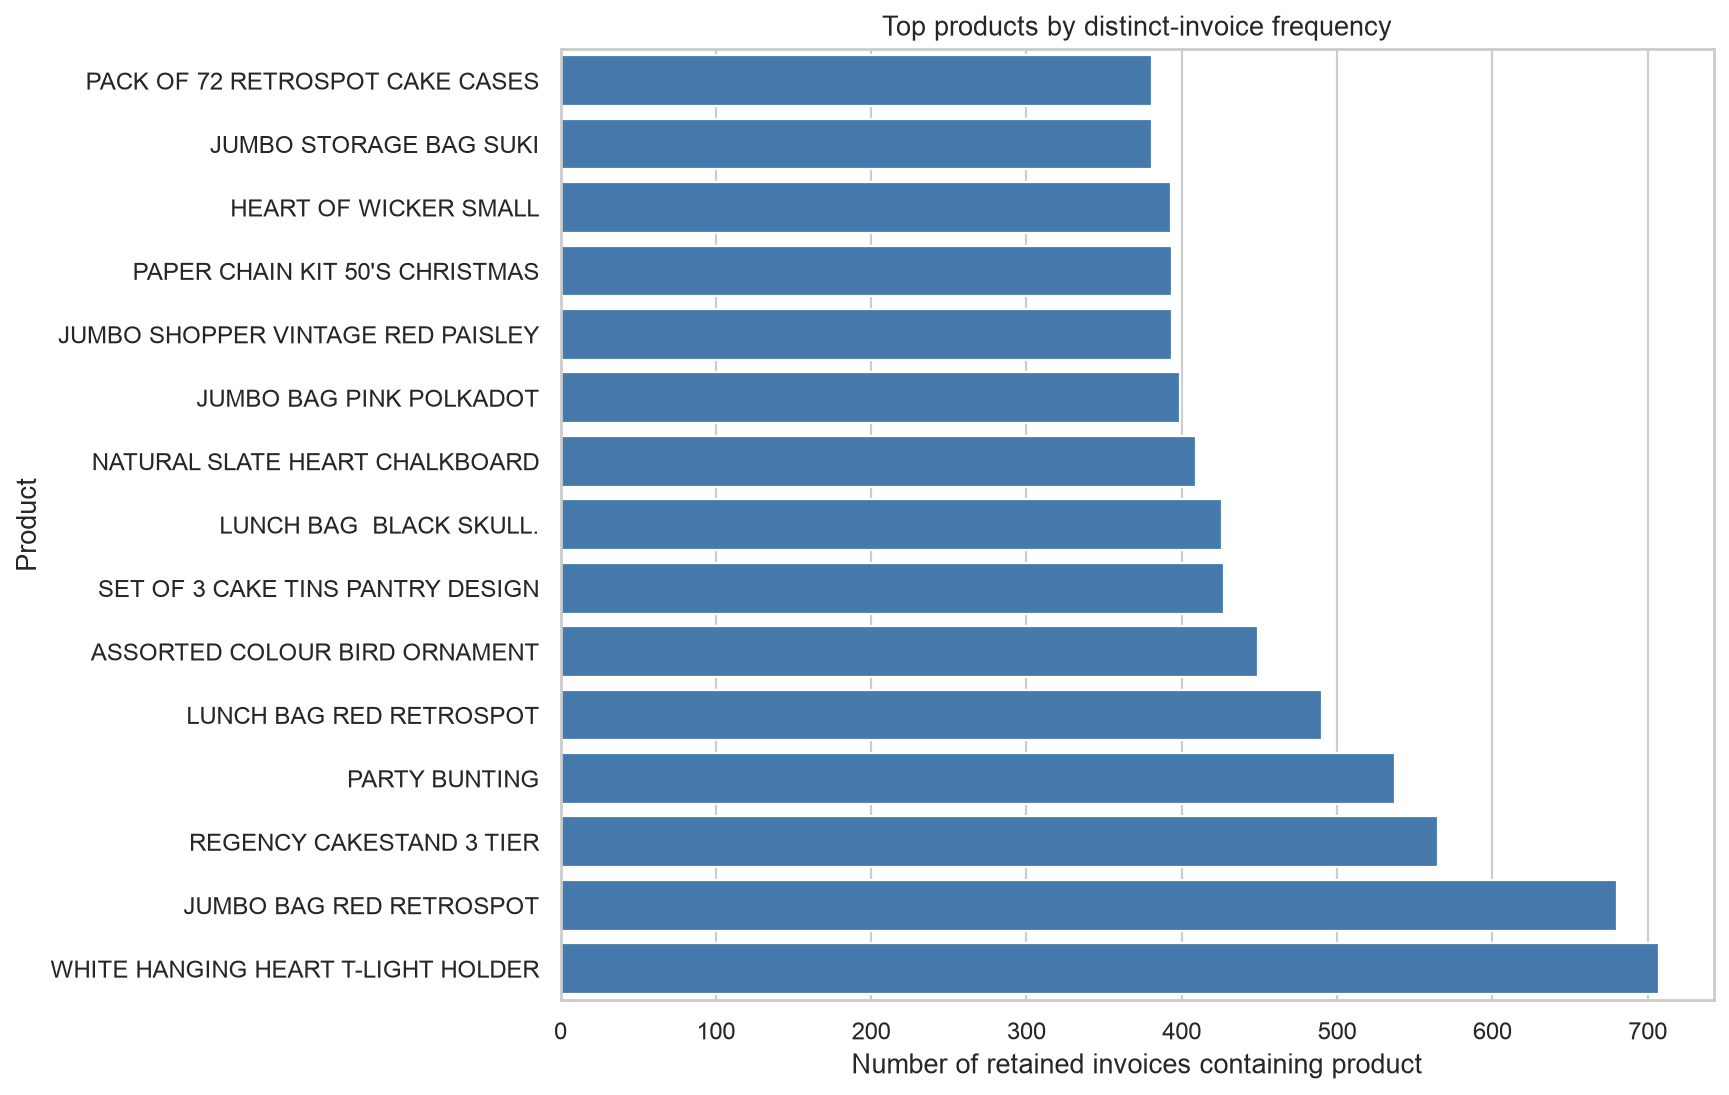 Top products by distinct-invoice frequency
Product
PACK OF 72 RETROSPOT CAKE CASES
JUMBO STORAGE BAG SUKI
HEART OF WICKER SMALL
PAPER CHAIN KIT 50'S CHRISTMAS
JUMBO SHOPPER VINTAGE RED PAISLEY
JUMBO BAG PINK POLKADOT
NATURAL SLATE HEART CHALKBOARD
LUNCH BAG  BLACK SKULL.
SET OF 3 CAKE TINS PANTRY DESIGN
ASSORTED COLOUR BIRD ORNAMENT
LUNCH BAG RED RETROSPOT
PARTY BUNTING
REGENCY CAKESTAND 3 TIER
JUMBO BAG RED RETROSPOT
WHITE HANGING HEART T-LIGHT HOLDER
0 100 200 300 400 500 600 700
Number of retained invoices containing product